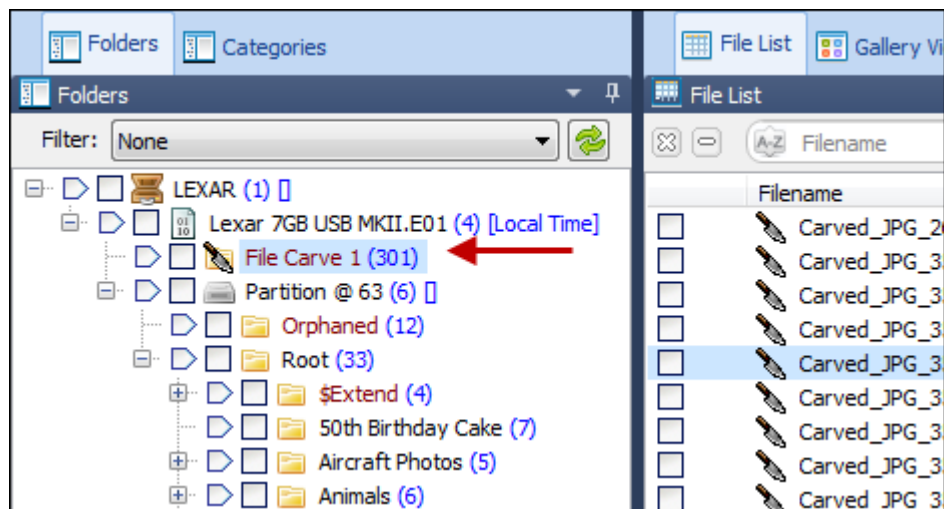 Folders
Categories
File List
Gallery Vi
Folders
File List
Filter: None
A-Z Filename
LEXAR (1) []
Lexar 7GB USB MKII.E01 (4) [Local Time]
File Carve 1 (301)
Partition @ 63 (6) []
Orphaned (12)
Root (33)
$Extend (4)
50th Birthday Cake (7)
Aircraft Photos (5)
Animals (6)
Filename
Carved_JPG_2
Carved_JPG_3
Carved_JPG_3
Carved_JPG_3
Carved_JPG_3
Carved_JPG_3
Carved_JPG_3
Carved_JPG_3
Carved_JPG_3